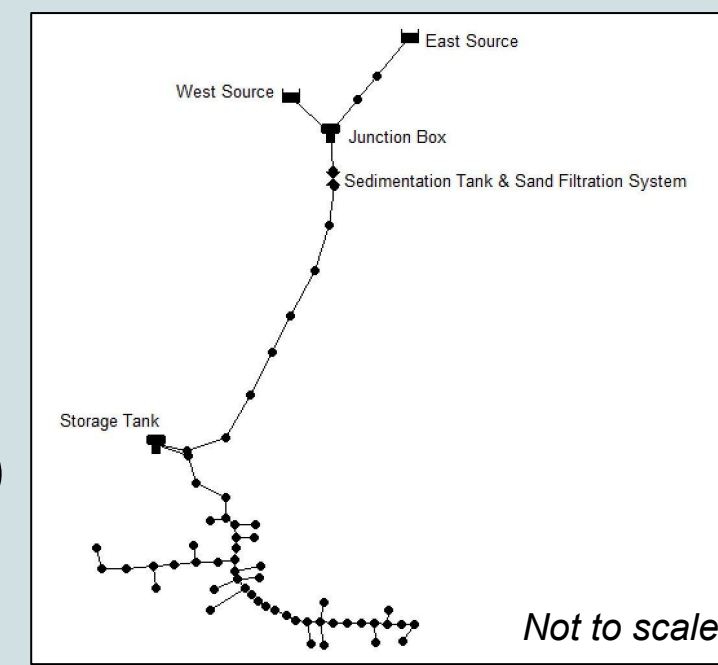 East Source
West Source
Junction Box
Sedimentation Tank & Sand Filtration System
Storage Tank
)
Not to scale